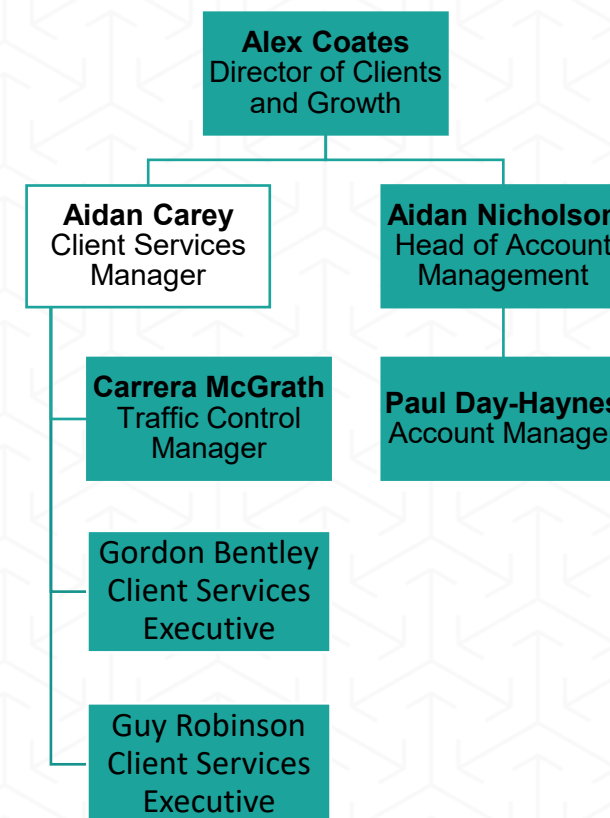 Alex Coates
Director of Clients
and Growth
Aidan Carey
Client Services
Manager
Aidan Nicholson
Head of Account
Management
Carrera McGrath
Traffic Control
Manager
Paul Day-Haynes
Account Manage
Gordon Bentley
Client Services
Executive
Guy Robinson
Client Services
Executive